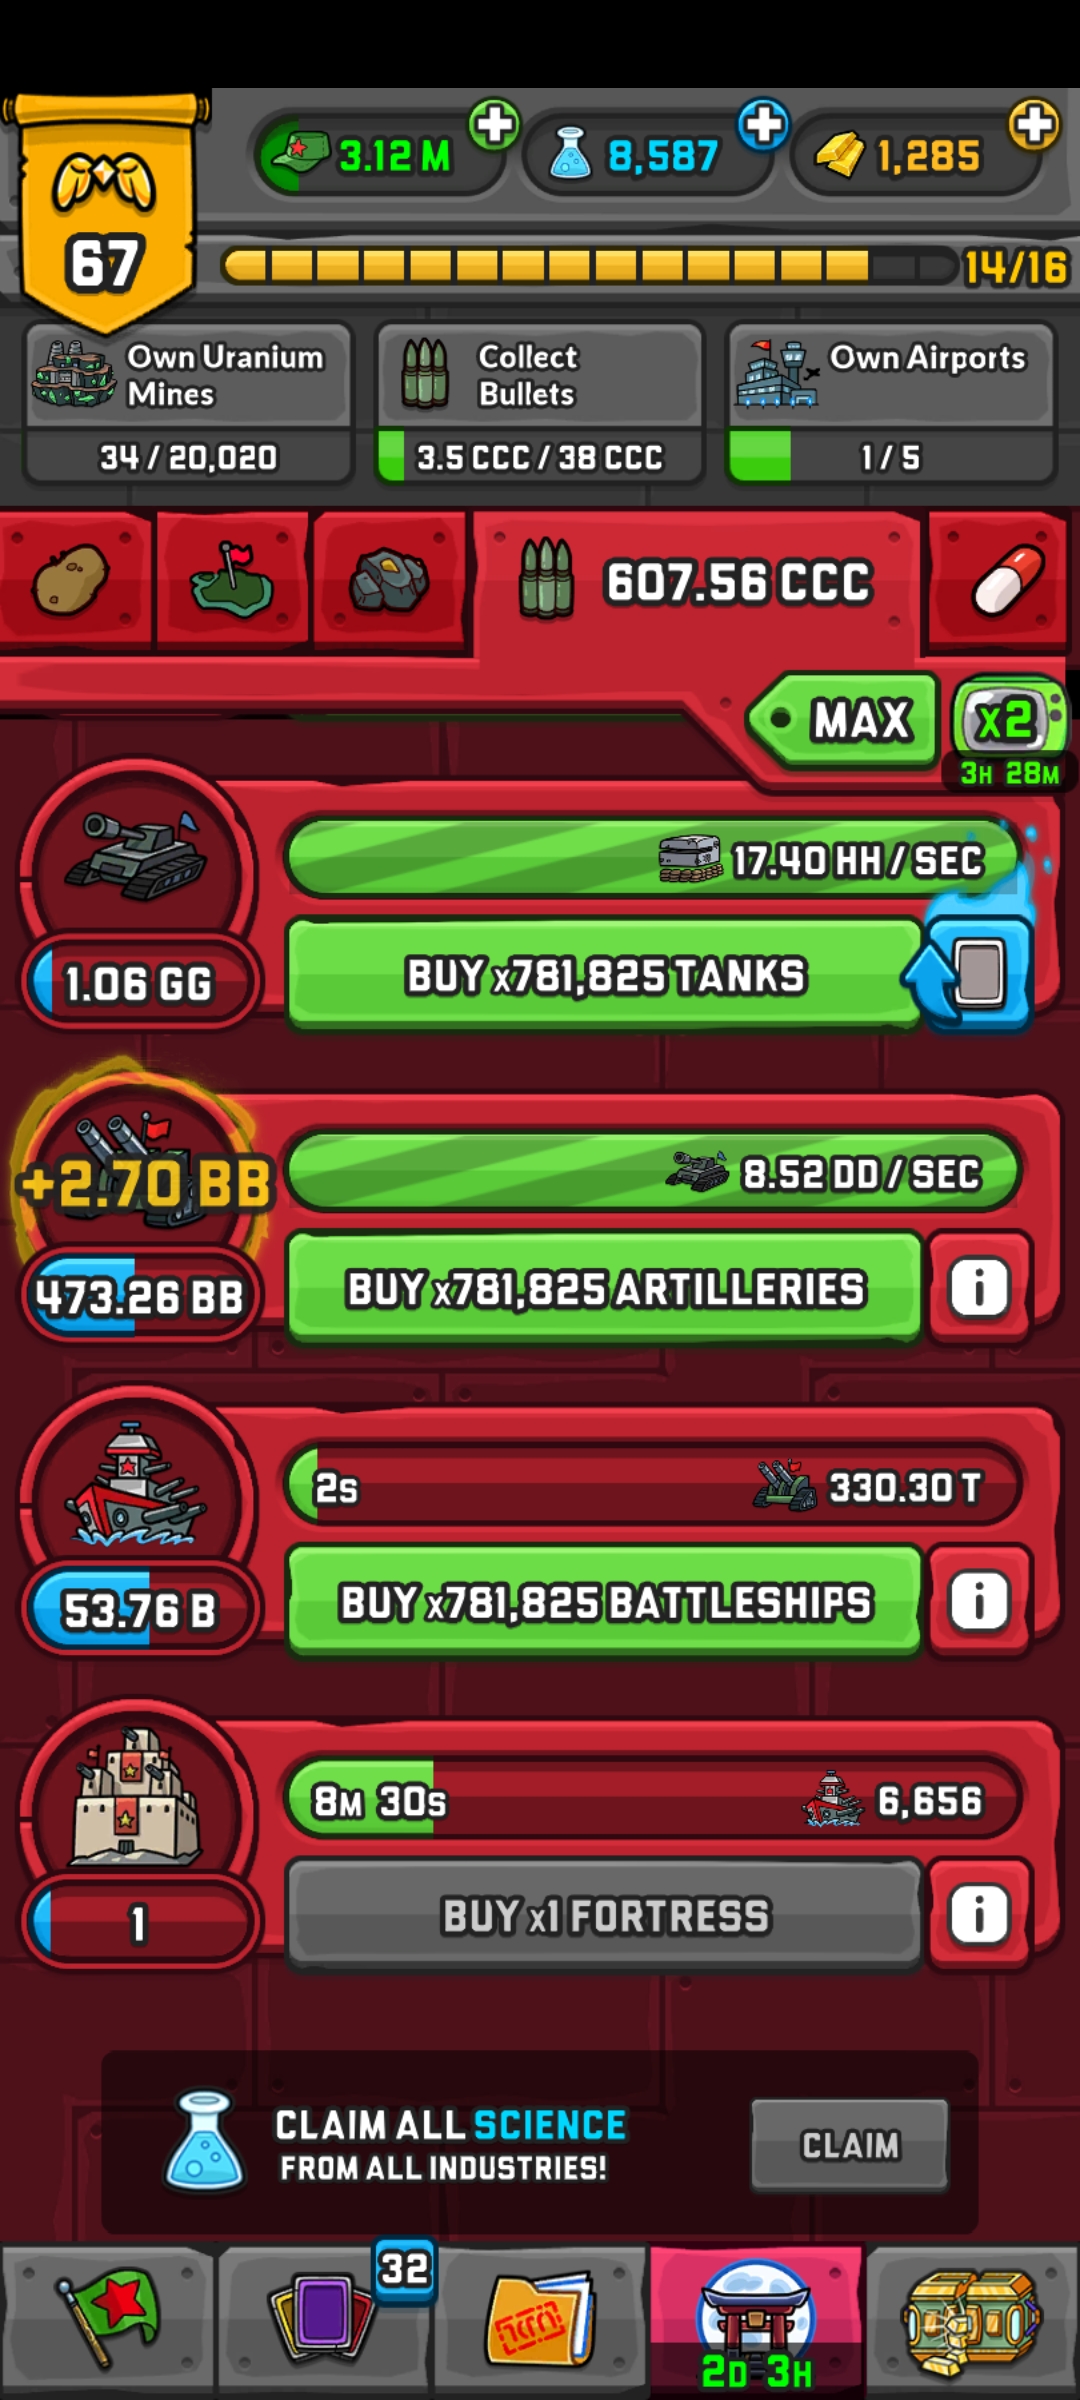 67
3.12 M
8,587
1,285
14/16
Own Uranium
Mines
34 / 20,020
Collect
Bullets
3.5 CCC / 38 CCC
Own Airports
1 / 5
607.56 CCC
MAX
x2
3H 28M
17.40 HH / SEC
1.06 GG
BUY x781,825 TANKS
+2.70 BB
8.52 DD / SEC
473.26 BB
BUY x781,825 ARTILLERIES
i
2s
330.30 T
53.76 B
BUY x781,825 BATTLESHIPS
i
8M 30s
6,656
1
BUY x1 FORTRESS
i
CLAIM ALL SCIENCE
FROM ALL INDUSTRIES!
CLAIM
32
2D 3H